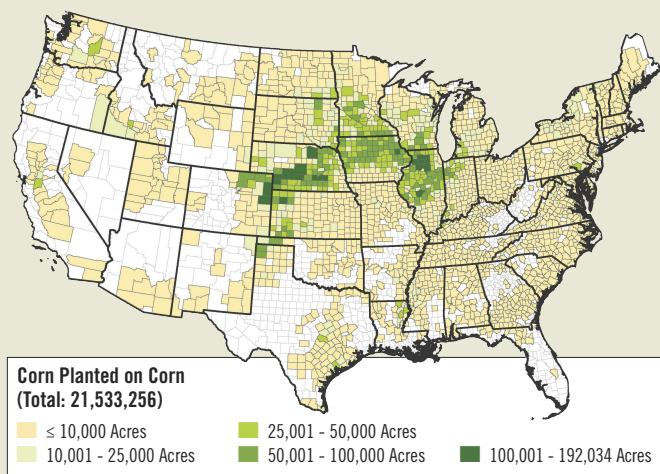 Corn Planted on Corn
(Total: 21,533,256)
≤ 10,000 Acres
10,001 - 25,000 Acres
25,001 - 50,000 Acres
50,001 - 100,000 Acres
100,001 - 192,034 Acres